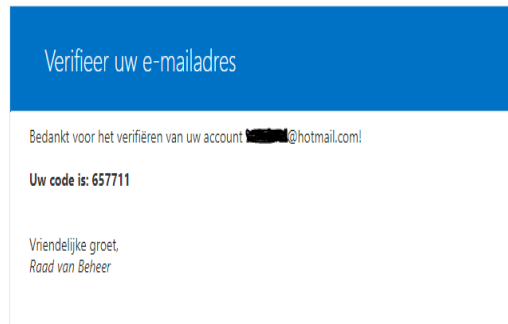 Verifieer uw e-mailadres
Bedankt voor het verifiëren van uw account @hotmail.com!
Uw code is: 657711
Vriendelijke groet,
Raad van Beheer